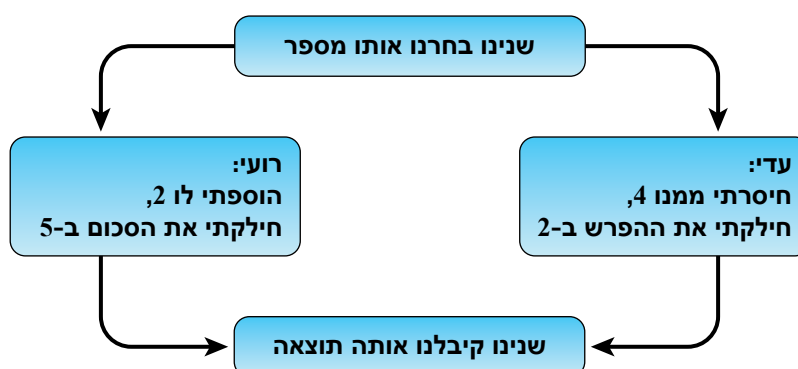 שנינו בחרנו אותו מספר
עדי:
חיסרתי ממנו 4,
חילקתי את ההפרש ב-2
רועי:
הוספתי לו 2,
חילקתי את הסכום ב-5
שנינו קיבלנו אותה תוצאה